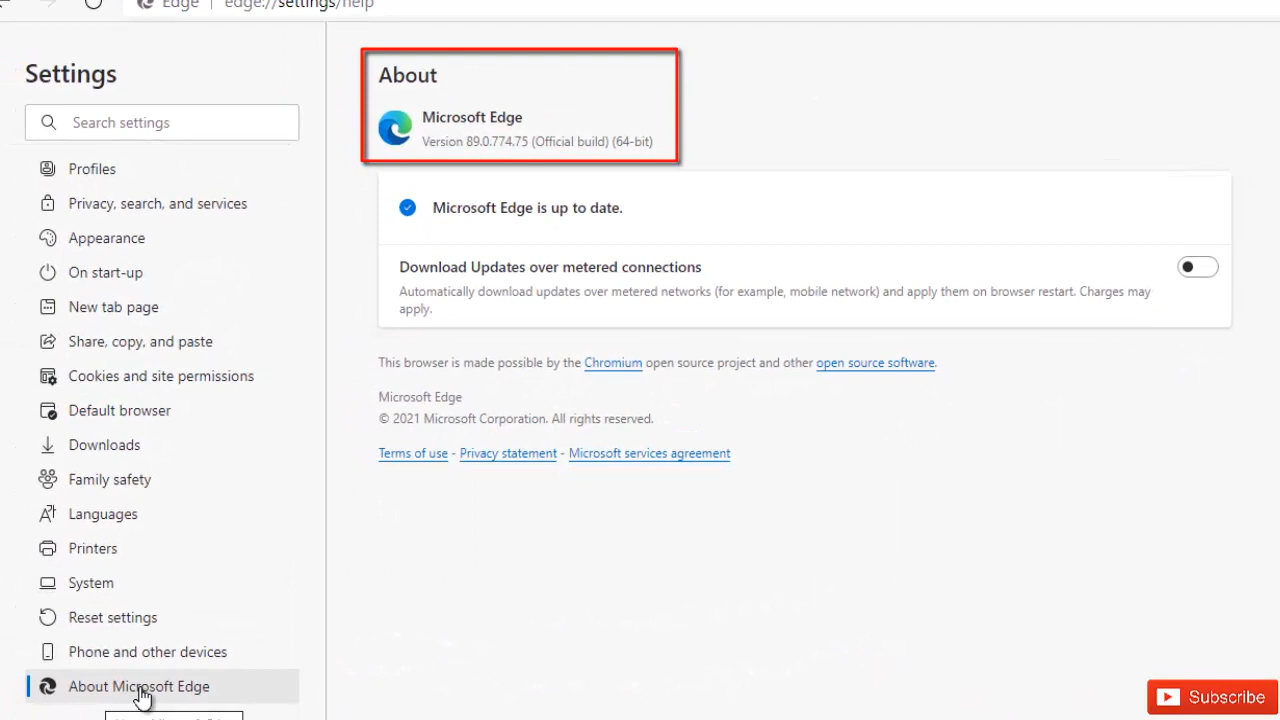 Edge
edge://settings/help
Settings
Search settings
Profiles
Privacy, search, and services
Appearance
On start-up
New tab page
Share, copy, and paste
Cookies and site permissions
Default browser
Downloads
Family safety
Languages
Printers
System
Reset settings
Phone and other devices
About Microsoft Edge
About
Microsoft Edge
Version 89.0.774.75 (Official build) (64-bit)
Microsoft Edge is up to date.
Download Updates over metered connections
Automatically download updates over metered networks (for example, mobile network) and apply them on browser restart. Charges may
apply.
This browser is made possible by the Chromium open source project and other open source software.
Microsoft Edge
© 2021 Microsoft Corporation. All rights reserved.
Terms of use - Privacy statement - Microsoft services agreement
Subscribe